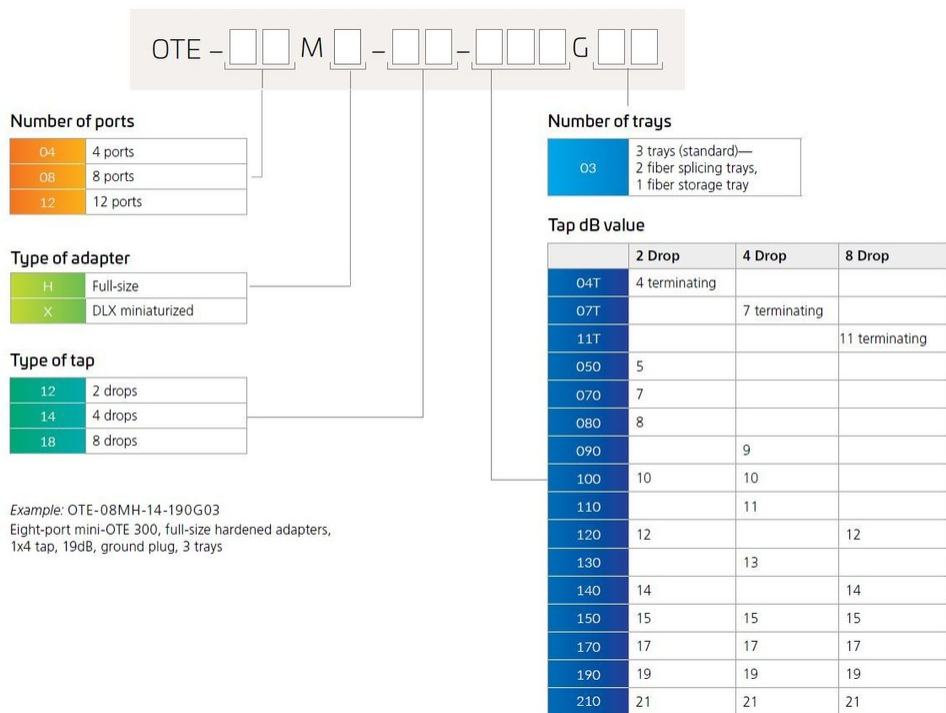 OTE – M – – G
Number of ports
04 4 ports
08 8 ports
12 12 ports
Type of adapter
H Full-size
X DLX miniaturized
Type of tap
12 2 drops
14 4 drops
18 8 drops
Example: OTE-08MH-14-190G03
Eight-port mini-OTE 300, full-size hardened adapters,
1x4 tap, 19dB, ground plug, 3 trays
Number of trays
03 3 trays (standard)—
2 fiber splicing trays,
1 fiber storage tray
Tap dB value
2 Drop 4 Drop 8 Drop
04T 4 terminating
07T 7 terminating
11T 11 terminating
050 5
070 7
080 8
090 9
100 10 10
110 11
120 12 12
130 13
140 14 14
150 15 15 15
170 17 17 17
190 19 19 19
210 21 21 21